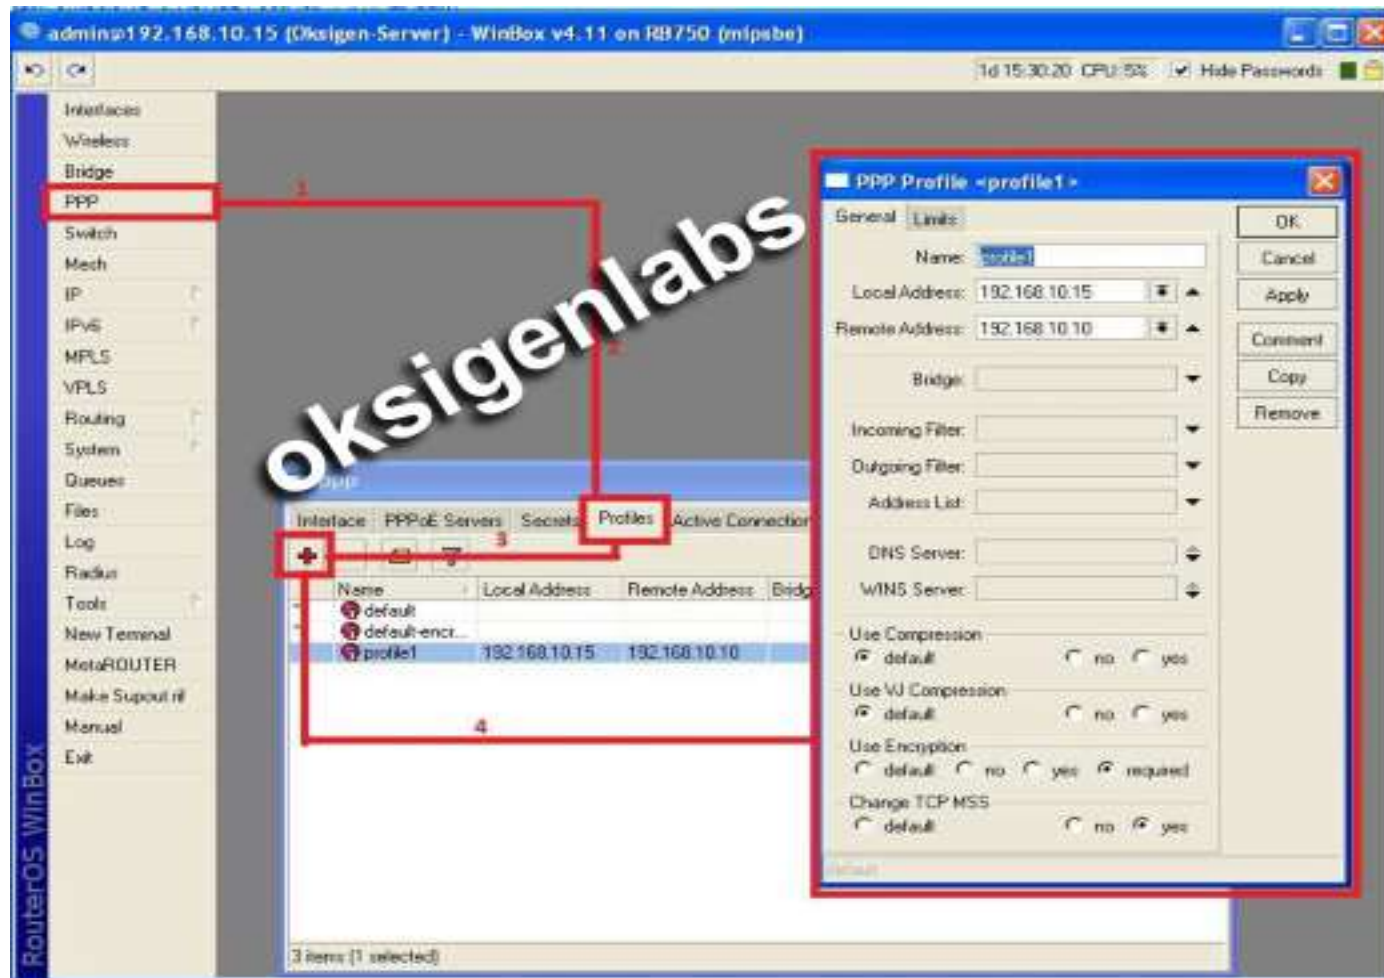 admin@192.168.10.15 (Oksigen-Server) - WinBox v4.11 on RB750 (mipsbe)
1d 15:30:20 CPU: 5% Hide Passwords
Interfaces
Wireless
Bridge
PPP
Switch
Mesh
IP
IPv6
MPLS
VPLS
Routing
System
Queues
Files
Log
Radius
Tools
New Terminal
MetaROUTER
Make Supout.rif
Manual
Exit
RouterOS WinBox
1
2
3
4
oksigenlabs
PPP
Interface PPPoE Servers Secrets Profiles Active Connection
Name Local Address Remote Address Bridg
default
default-encr...
profile1 192.168.10.15 192.168.10.10
3 items (1 selected)
PPP Profile <profile1>
General Limits
Name: profile1
Local Address: 192.168.10.15
Remote Address: 192.168.10.10
Bridge:
Incoming Filter:
Outgoing Filter:
Address List:
DNS Server:
WINS Server:
Use Compression
default no yes
Use VJ Compression
default no yes
Use Encryption
default no yes required
Change TCP MSS
default no yes
default
OK
Cancel
Apply
Comment
Copy
Remove